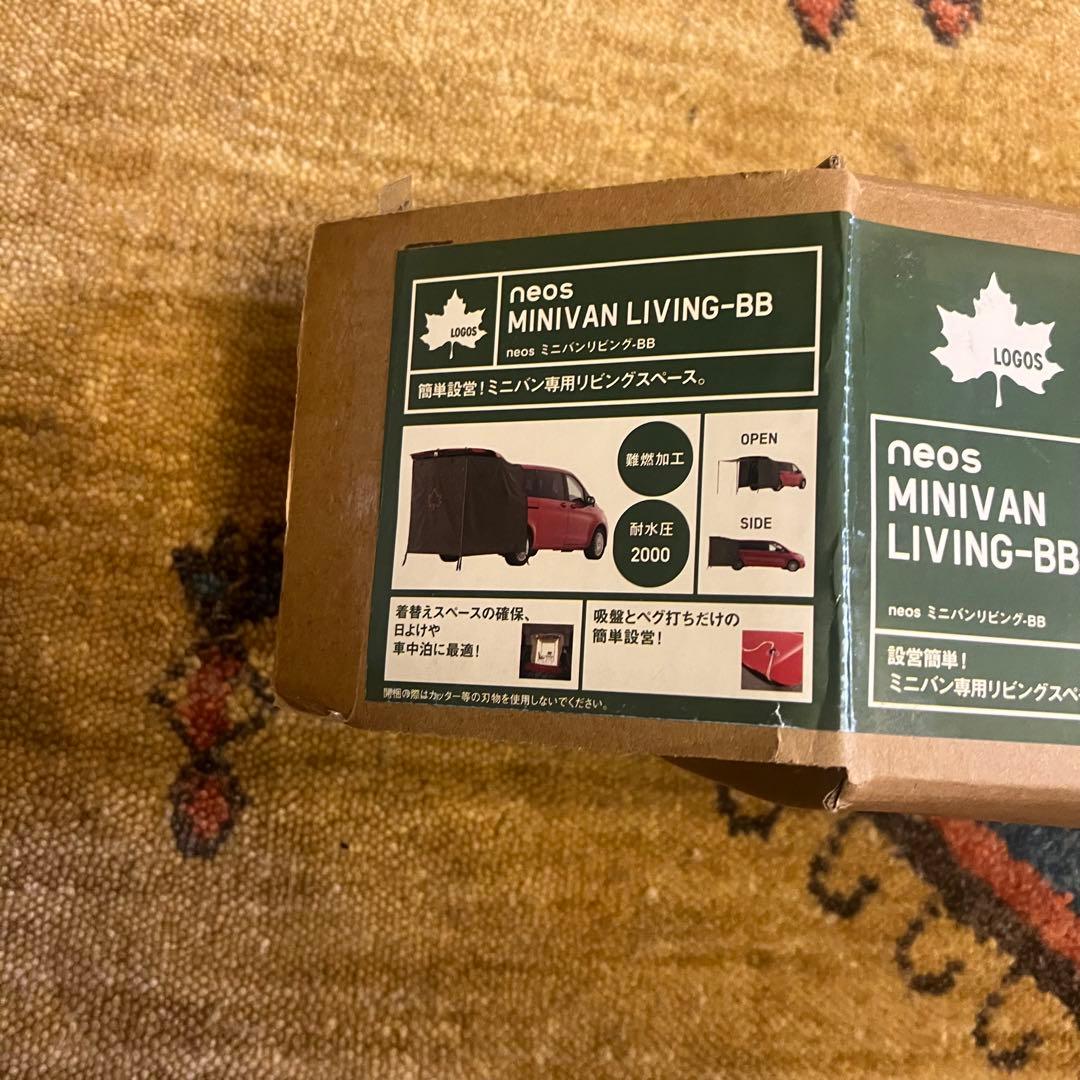 LOGOS
neos
MINIVAN LIVING-BB
neos ミニバンリビング-BB
簡単設営!ミニバン専用リビングスペース。
難燃加工
耐水圧
2000
OPEN
SIDE
着替えスペースの確保、
日よけや
車中泊に最適!
吸盤とペグ打ちだけの
簡単設営!
開梱の際はカッター等の刃物を使用しないでください。
LOGOS
neos
MINIVAN
LIVING-BB
neos ミニバンリビング-BB
設営簡単!
ミニバン専用リビングスペ